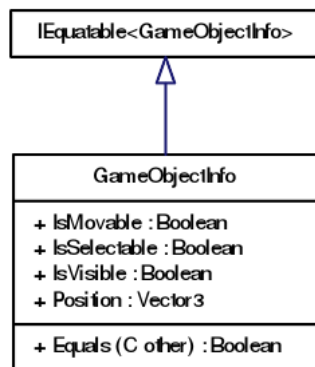 IEquatable<GameObjectInfo>
GameObjectInfo
+ IsMovable : Boolean
+ IsSelectable : Boolean
+ IsVisible : Boolean
+ Position : Vector3
+ Equals (C other) : Boolean